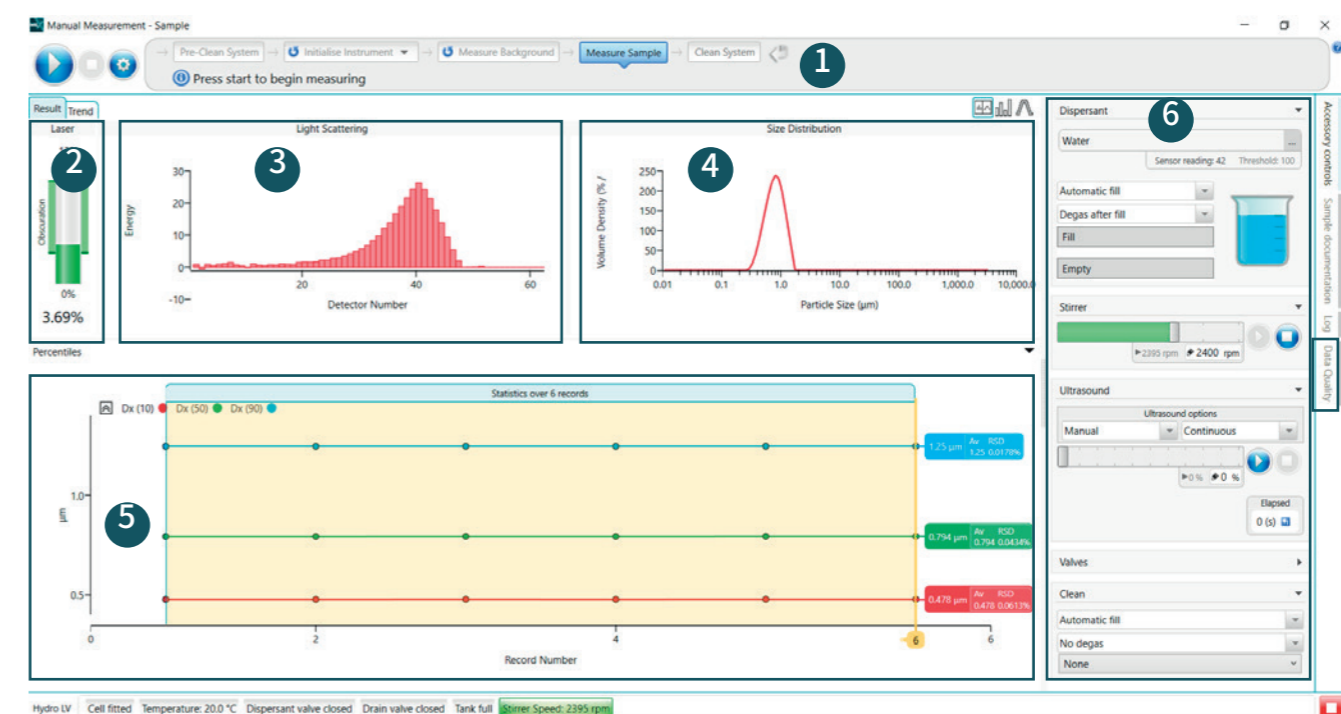 Manual Measurement - Sample
Pre-Clean System
Initialise Instrument
Measure Background
Measure Sample
Clean System
1
Press start to begin measuring
Result
Trend
Laser
2
Obscuration
0%
3.69%
Light Scattering
3
Energy
30
20
10
0
-10
20
40
60
Detector Number
Size Distribution
4
Volume Density (% /
250
200
150
100
50
0
0.01
0.1
1.0
10.0
100.0
1,000.0
10,000.
Particle Size (µm)
Percentiles
Statistics over 6 records
Dx (10)
Dx (50)
Dx (90)
5
µm
1.0
0.5
0
2
4
6
6
Record Number
1.25 µm
Av RSD
1.25 0.0178%
0.794 µm
Av RSD
0.794 0.0434%
0.478 µm
Av RSD
0.478 0.0613%
6
Dispersant
Water
...
Sensor reading: 42 Threshold: 100
Automatic fill
Degas after fill
Fill
Empty
Stirrer
2395 rpm 2400 rpm
Ultrasound
Ultrasound options
Manual
Continuous
0 % 0 %
Elapsed
0 (s)
Valves
Clean
Automatic fill
No degas
None
Accessory controls
Sample documentation
Log
Data Quality
Hydro LV
Cell fitted
Temperature: 20.0 °C
Dispersant valve closed
Drain valve closed
Tank full
Stirrer Speed: 2395 rpm